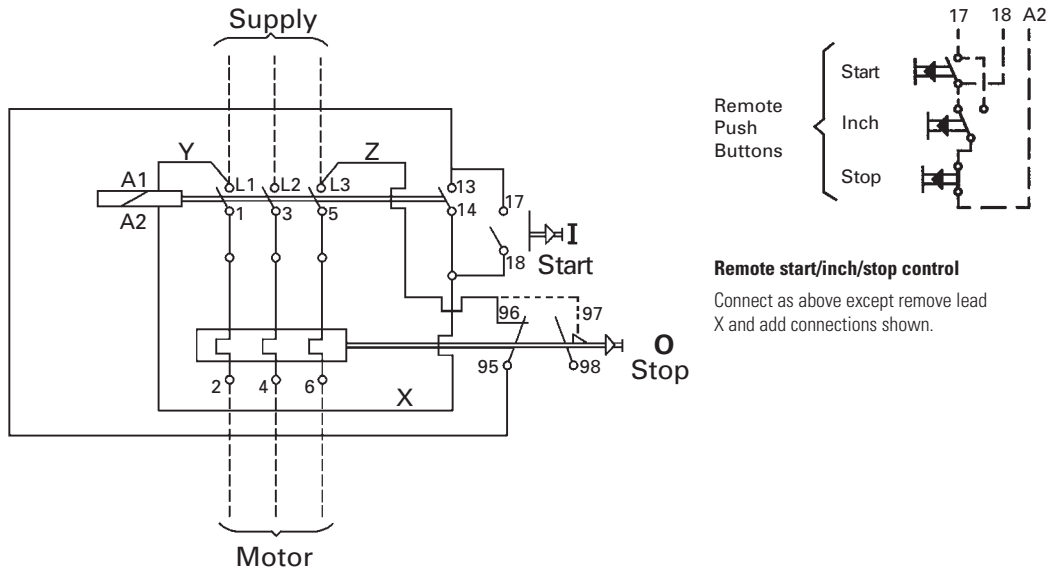 Supply
17 18 A2
Start
Remote
Push
Buttons
Inch
Stop
Y
Z
A1
L1 L2 L3
13
A2
1 3 5
14
17
I
18
Start
Remote start/inch/stop control
Connect as above except remove lead
X and add connections shown.
96
97
O
95
98
Stop
2 4 6
X
Motor